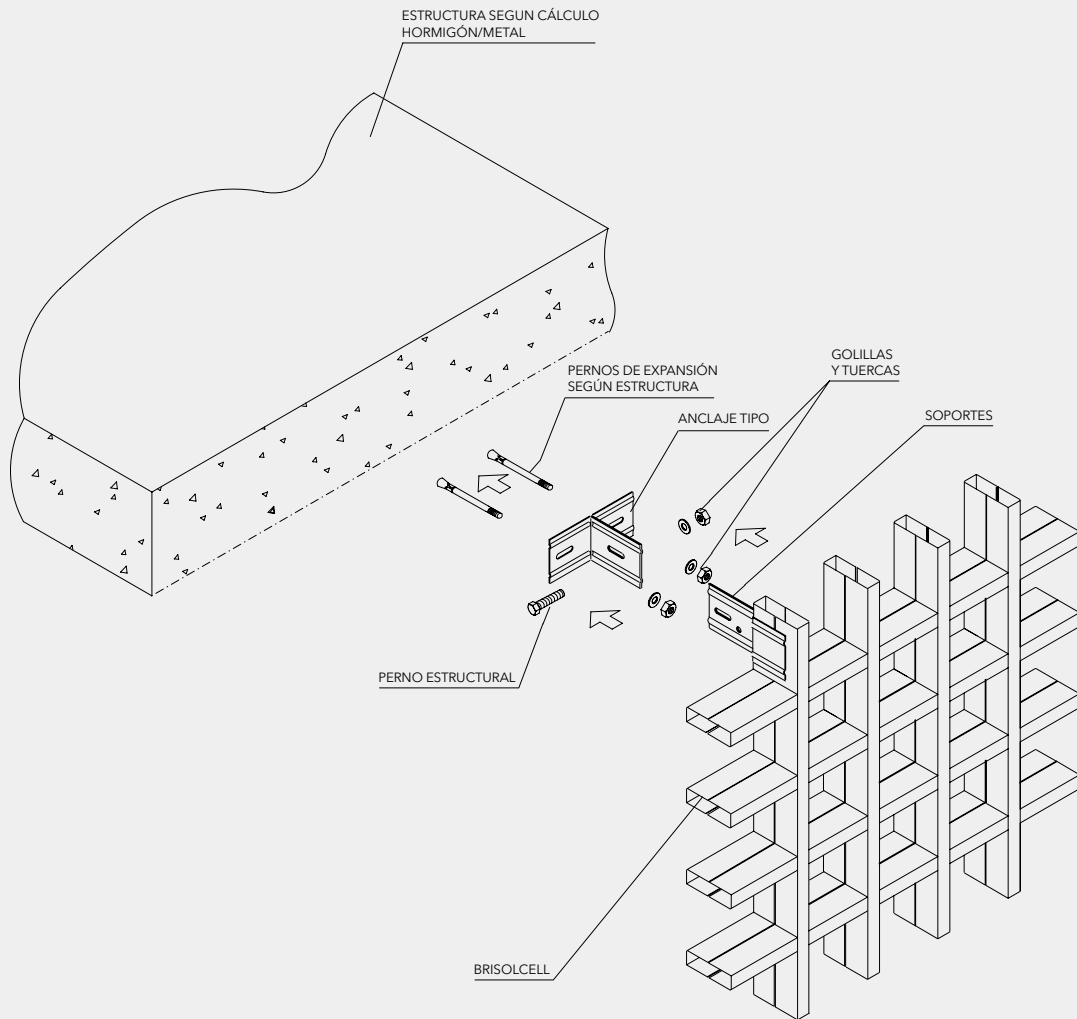 ESTRUCTURA SEGUN CÁLCULO
HORMIGÓN/METAL
PERNOS DE EXPANSIÓN
SEGÚN ESTRUCTURA
GOLILLAS
Y TUERCAS
ANCLAJE TIPO
SOPORTES
PERNO ESTRUCTURAL
BRISOLCELL